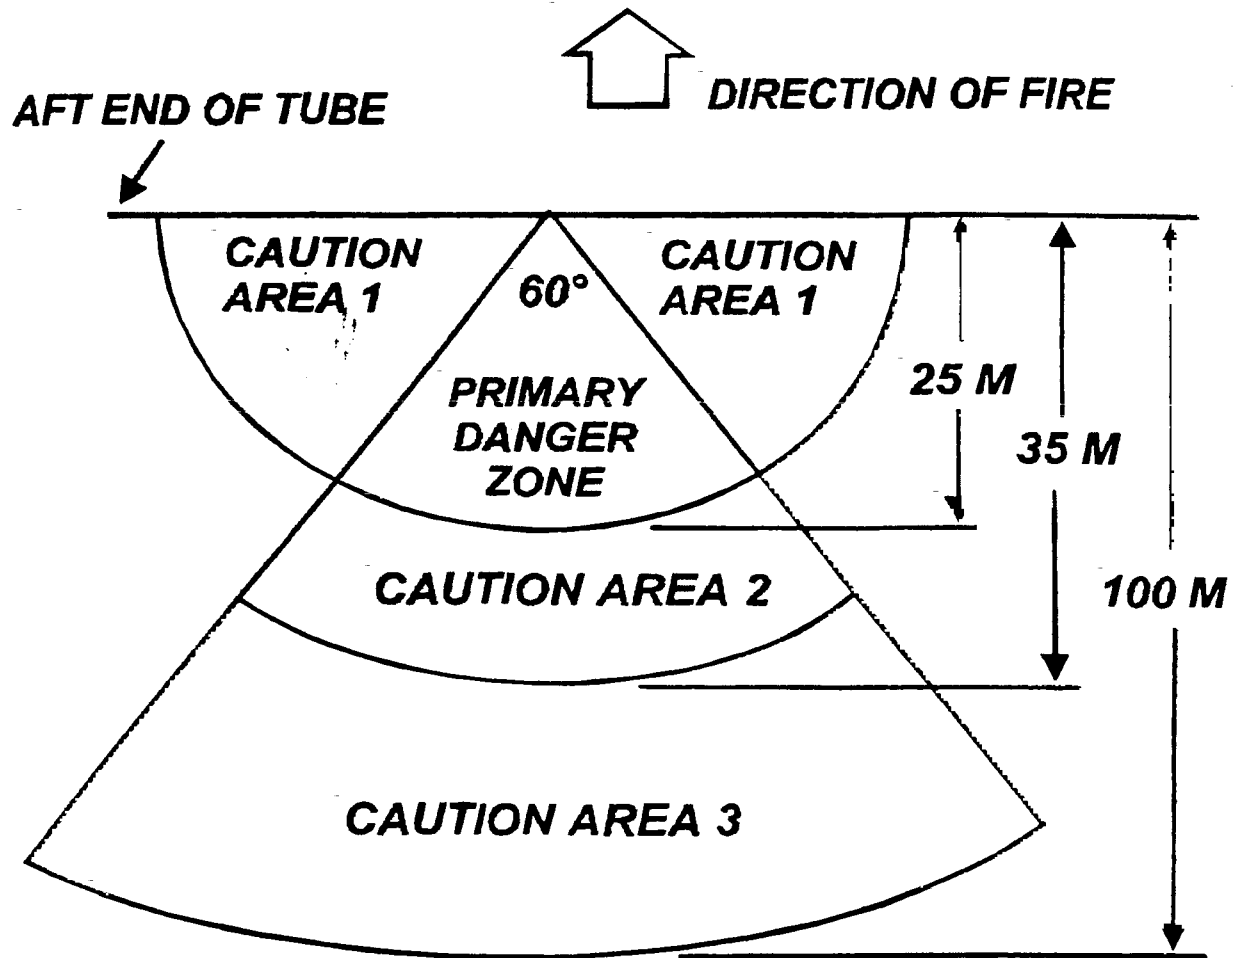 DIRECTION OF FIRE
AFT END OF TUBE
CAUTION
AREA 1
60°
CAUTION
AREA 1
PRIMARY
DANGER
ZONE
25 M
35 M
CAUTION AREA 2
100 M
CAUTION AREA 3